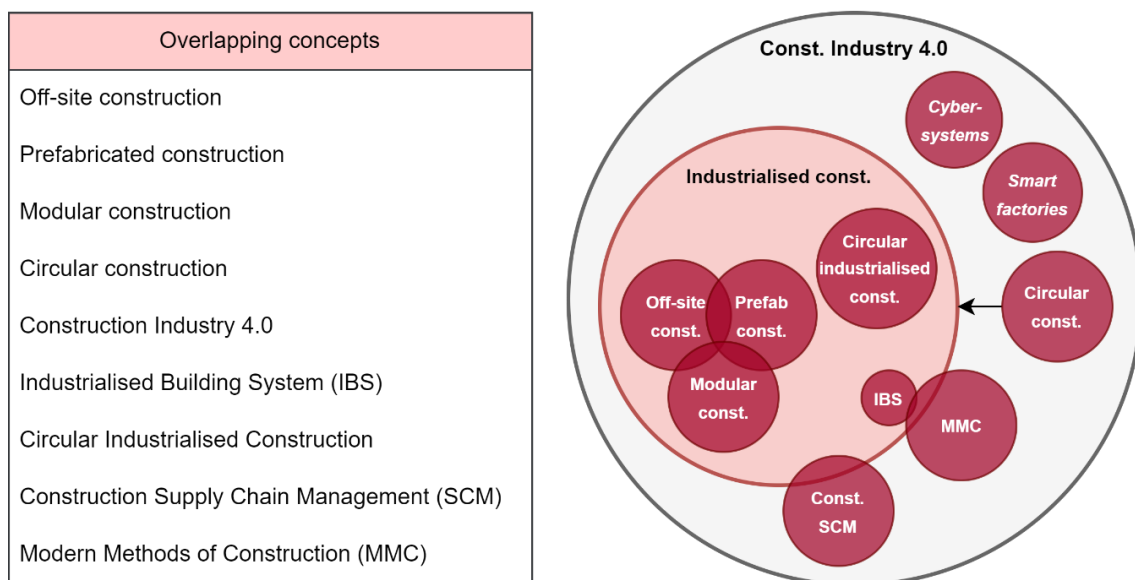 Overlapping concepts
Off-site construction
Prefabricated construction
Modular construction
Circular construction
Construction Industry 4.0
Industrialised Building System (IBS)
Circular Industrialised Construction
Construction Supply Chain Management (SCM)
Modern Methods of Construction (MMC)
Const. Industry 4.0
Cyber-
systems
Smart
factories
Industrialised const.
Circular
industrialised
const.
Off-site
const.
Prefab
const.
Circular
const.
Modular
const.
IBS
MMC
Const.
SCM